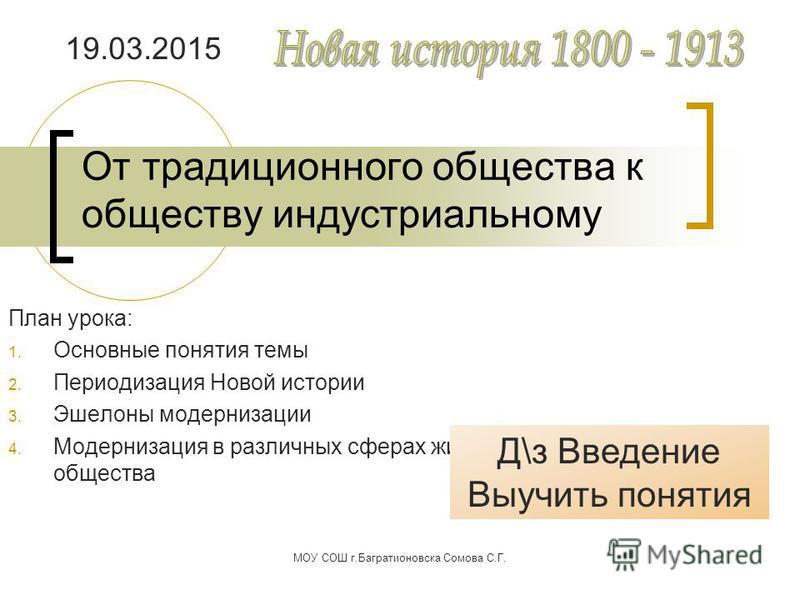 19.03.2015
Новая история 1800 - 1913
От традиционного общества к
обществу индустриальному
План урока:
1. Основные понятия темы
2. Периодизация Новой истории
3. Эшелоны модернизации
4. Модернизация в различных сферах
общества
Д\з Введение
Выучить понятия
МОУ СОШ г.Багратионовска Сомова С.Г.
MyShared